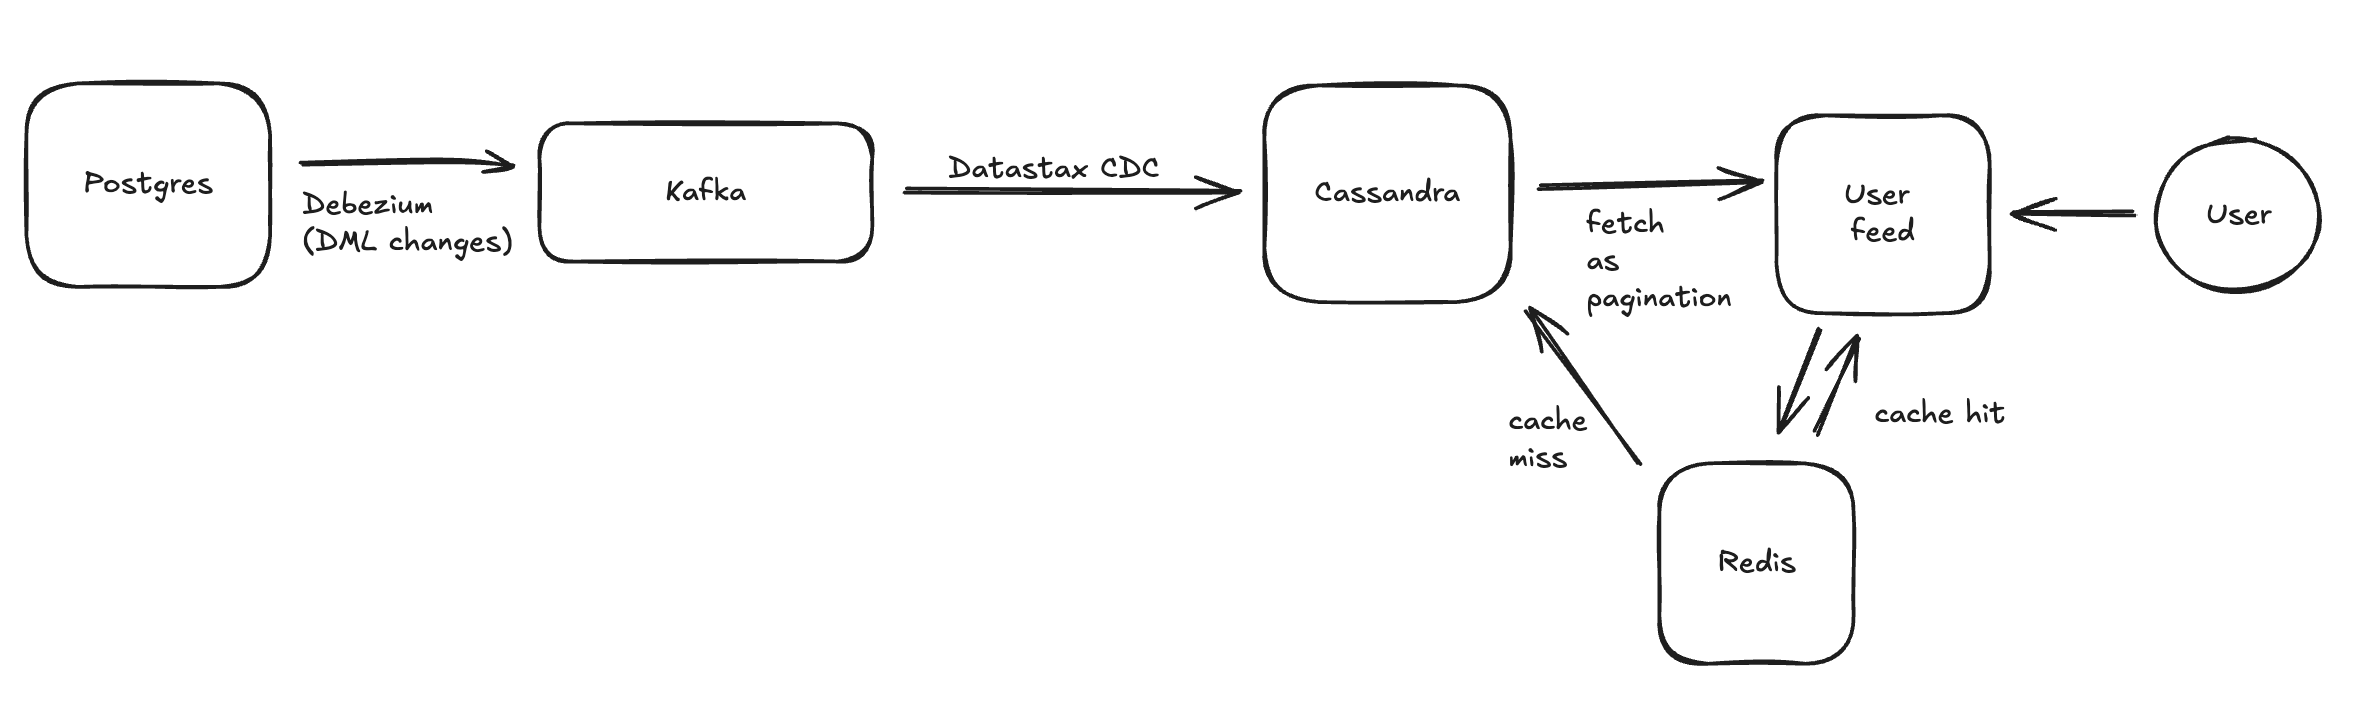 Postgres
Debezium
(DML changes)
Kafka
Datastax CDC
Cassandra
fetch
as
pagination
User
feed
User
cache
miss
cache hit
Redis